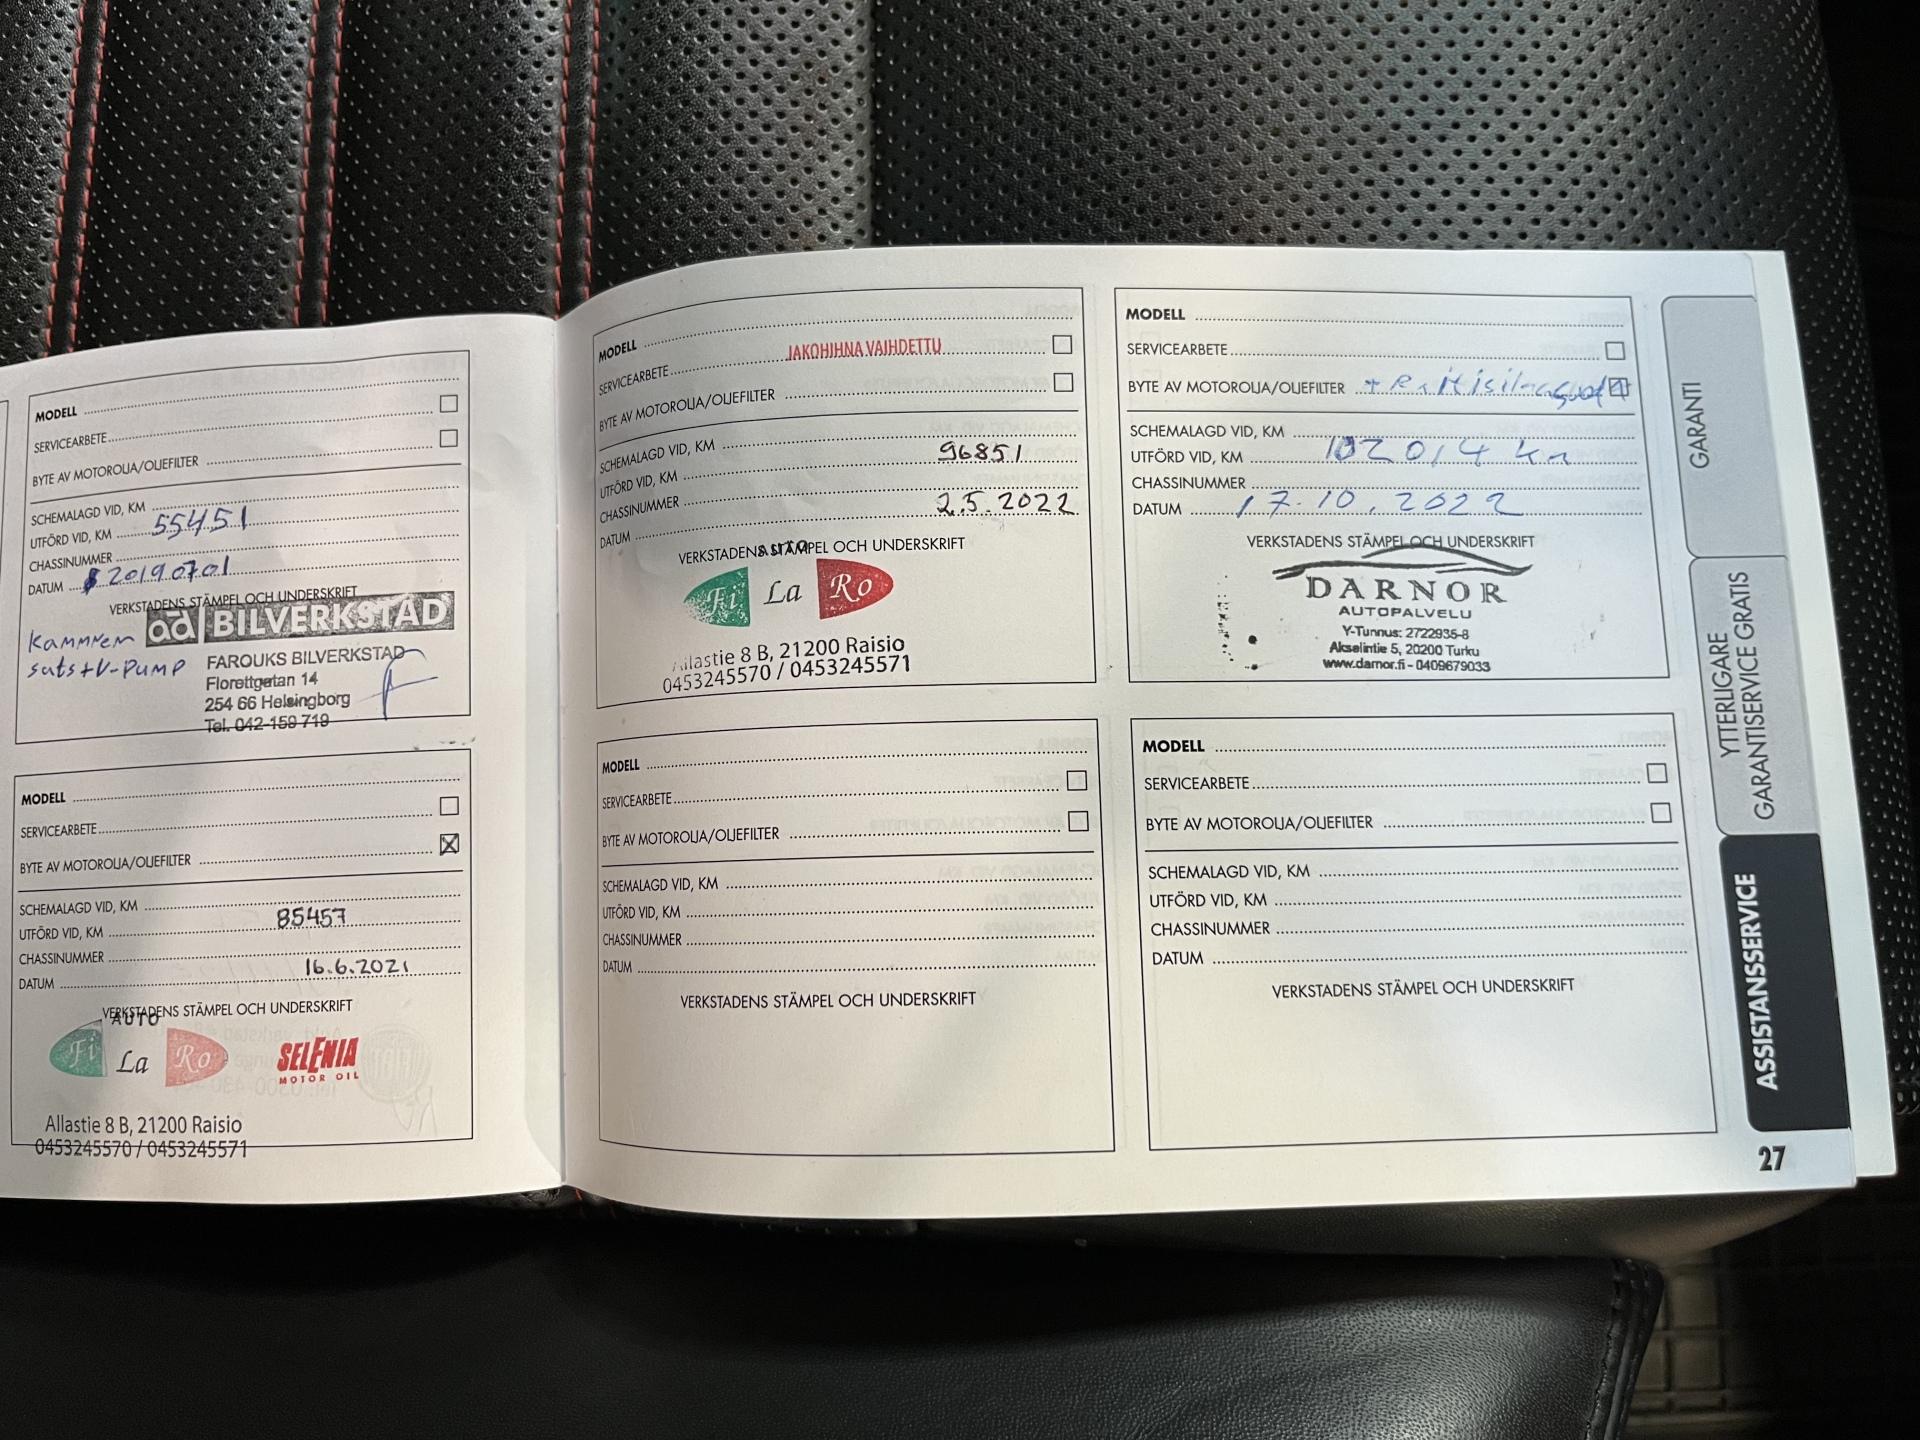 MODELL
SERVICEARBETE
BYTE AV MOTOROLJA/OLJEFILTER
SCHEMALAGD VID, KM
UTFÖRD VID, KM 55451
CHASSINUMMER
DATUM 20190701
VERKSTADENS STÄMPEL OCH UNDERSKRIFT
ad BILVERKSTAD
Kammrem
sats+V-PUMP
FAROUKS BILVERKSTAD
Florettgatan 14
254 66 Helsingborg
Tel. 042-159 719
MODELL
SERVICEARBETE
BYTE AV MOTOROLJA/OLJEFILTER
SCHEMALAGD VID, KM
UTFÖRD VID, KM 85457
CHASSINUMMER
DATUM 16.6.2021
VERKSTADENS STÄMPEL OCH UNDERSKRIFT
AUTO
Fi La Ro
SELENIA
MOTOR OIL
Allastie 8 B, 21200 Raisio
0453245570 / 0453245571
MODELL
JAKOHIHNA VAIHDETTU
SERVICEARBETE
BYTE AV MOTOROLJA/OLJEFILTER
SCHEMALAGD VID, KM
UTFÖRD VID, KM 96851
CHASSINUMMER
DATUM 2.5.2022
VERKSTADENS STÄMPEL OCH UNDERSKRIFT
AUTO
Fi La Ro
Allastie 8 B, 21200 Raisio
0453245570 / 0453245571
MODELL
SERVICEARBETE
BYTE AV MOTOROLJA/OLJEFILTER
SCHEMALAGD VID, KM
UTFÖRD VID, KM 102014 km
CHASSINUMMER
DATUM 17.10.2022
VERKSTADENS STÄMPEL OCH UNDERSKRIFT
DARNOR
AUTOPALVELU
Y-Tunnus: 2722935-8
Akselintie 5, 20200 Turku
www.darnor.fi - 0409679033
MODELL
SERVICEARBETE
BYTE AV MOTOROLJA/OLJEFILTER
SCHEMALAGD VID, KM
UTFÖRD VID, KM
CHASSINUMMER
DATUM
VERKSTADENS STÄMPEL OCH UNDERSKRIFT
MODELL
SERVICEARBETE
BYTE AV MOTOROLJA/OLJEFILTER
SCHEMALAGD VID, KM
UTFÖRD VID, KM
CHASSINUMMER
DATUM
VERKSTADENS STÄMPEL OCH UNDERSKRIFT
GARANTI
YTTERLIGARE
GARANTISERVICE GRATIS
ASSISTANSSERVICE
27